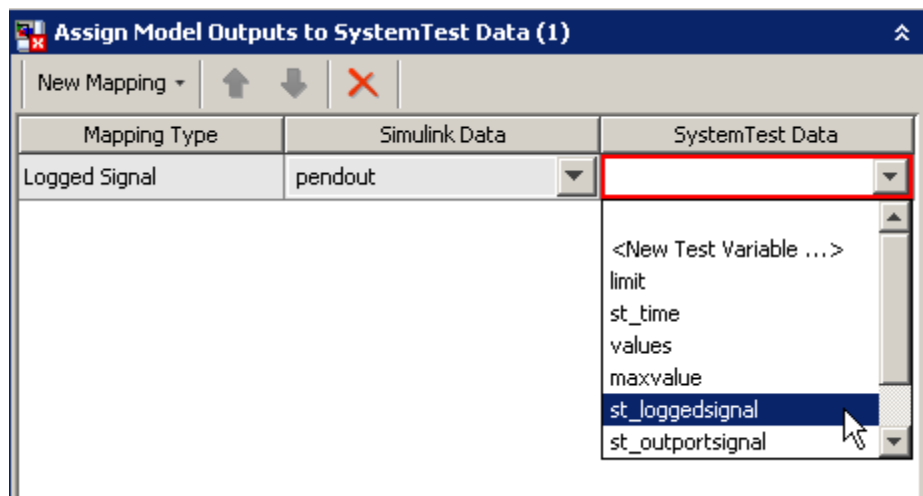 Assign Model Outputs to SystemTest Data (1)
New Mapping
Mapping Type Simulink Data SystemTest Data
Logged Signal pendout
<New Test Variable ...>
limit
st_time
values
maxvalue
st_loggedsignal
st_outportsignal